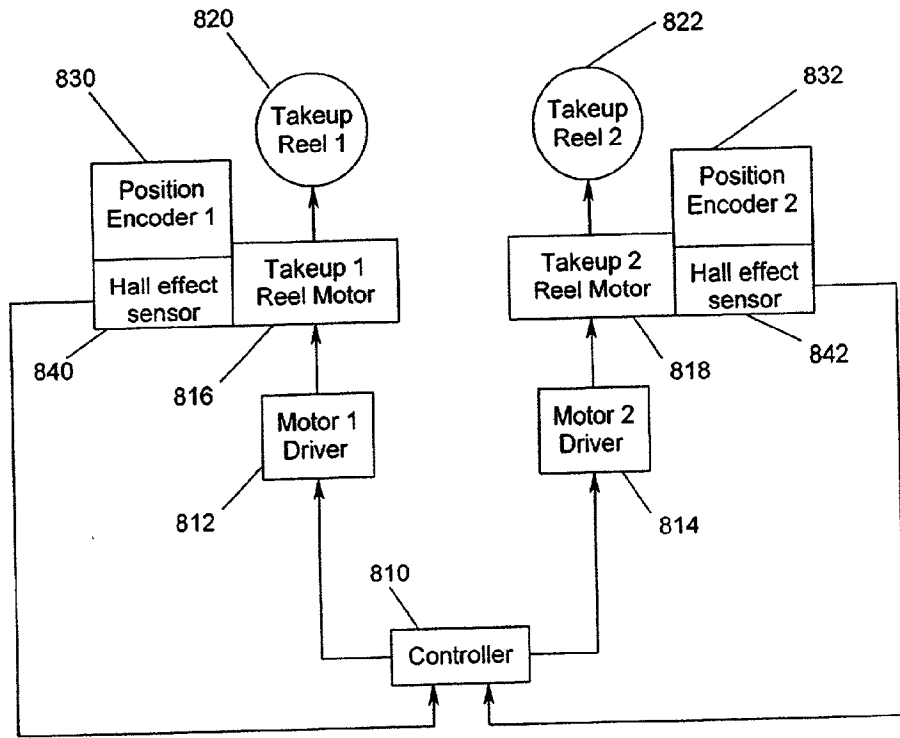 820
822
830
832
Takeup
Reel 1
Takeup
Reel 2
Position
Encoder 1
Position
Encoder 2
Hall effect
sensor
Takeup 1
Reel Motor
Takeup 2
Reel Motor
Hall effect
sensor
840
816
818
842
Motor 1
Driver
Motor 2
Driver
812
814
810
Controller